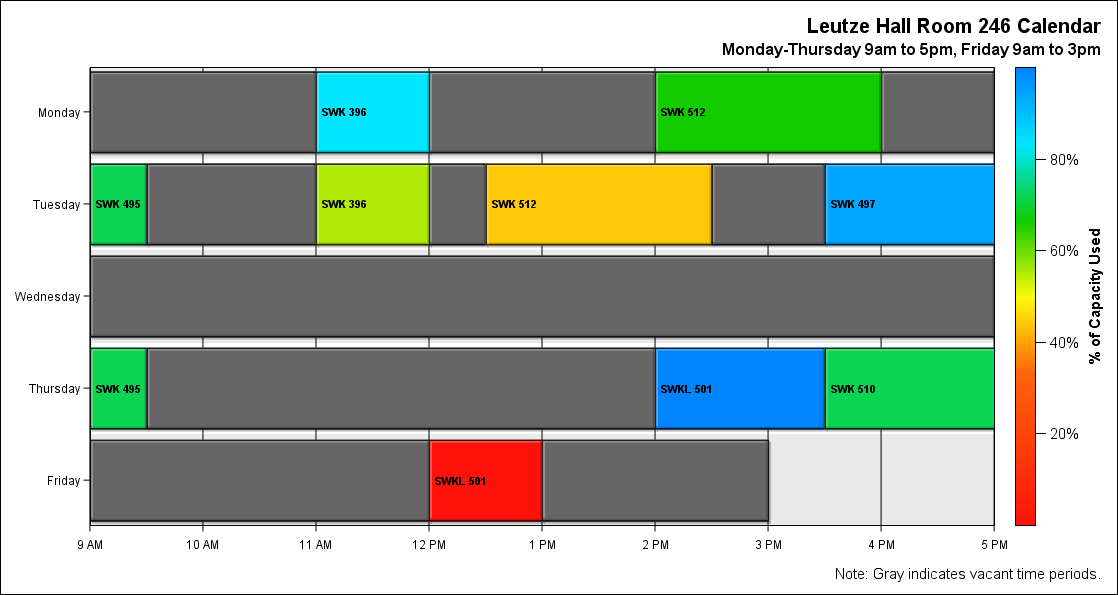 Leutze Hall Room 246 Calendar
Monday-Thursday 9am to 5pm, Friday 9am to 3pm
Monday
SWK 396
SWK 512
Tuesday
SWK 495
SWK 396
SWK 512
SWK 497
Wednesday
Thursday
SWK 495
SWKL 501
SWK 510
Friday
SWKL 501
9 AM
10 AM
11 AM
12 PM
1 PM
2 PM
3 PM
4 PM
5 PM
80%
60%
40%
20%
% of Capacity Used
Note: Gray indicates vacant time periods.